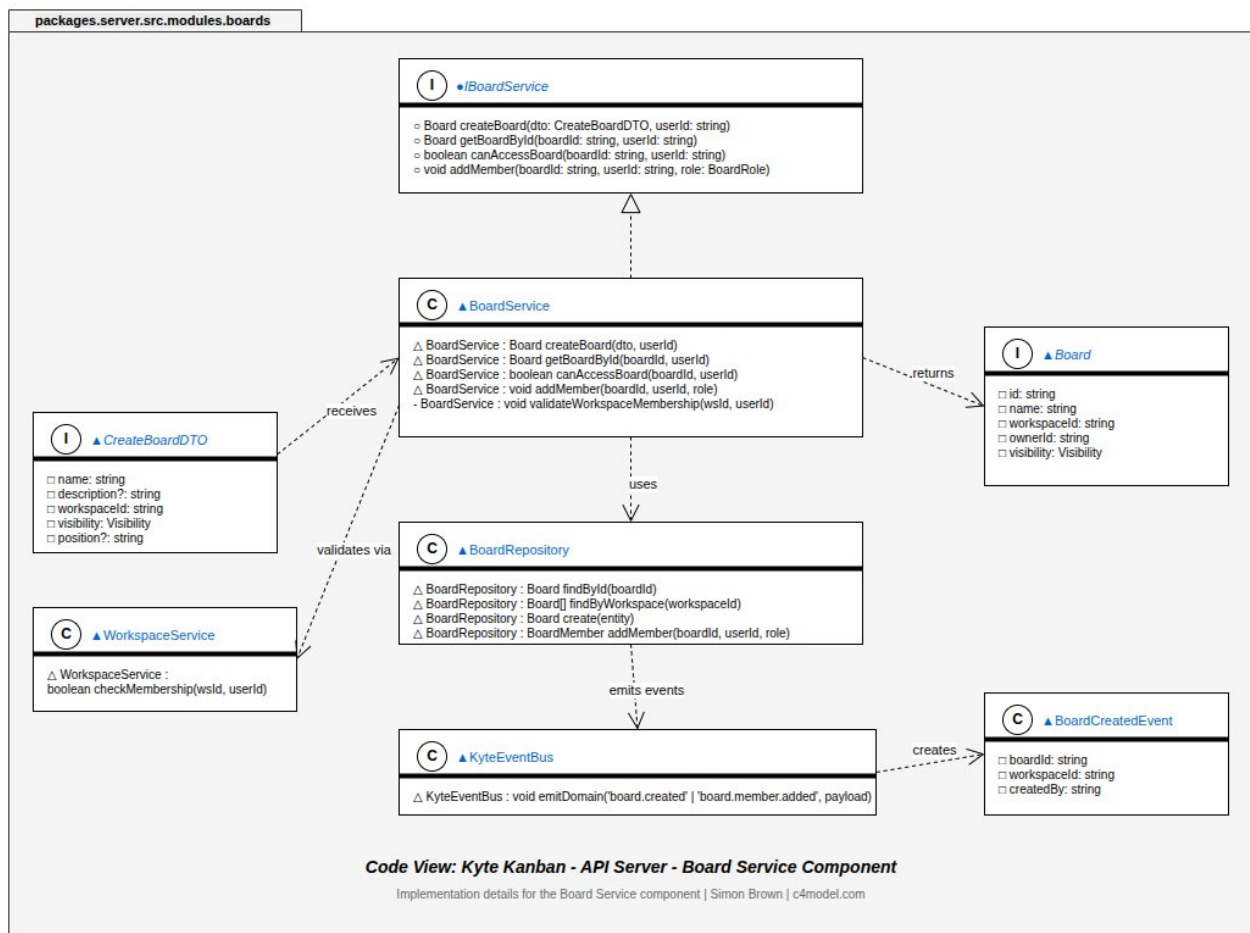 packages.server.src.modules.boards
I
●IBoardService
○ Board createBoard(dto: CreateBoardDTO, userId: string)
○ Board getBoardById(boardId: string, userId: string)
○ boolean canAccessBoard(boardId: string, userId: string)
○ void addMember(boardId: string, userId: string, role: BoardRole)
C
▲BoardService
△ BoardService : Board createBoard(dto, userId)
△ BoardService : Board getBoardById(boardId, userId)
△ BoardService : boolean canAccessBoard(boardId, userId)
△ BoardService : void addMember(boardId, userId, role)
- BoardService : void validateWorkspaceMembership(wsId, userId)
returns
I
▲Board
□ id: string
□ name: string
□ workspaceId: string
□ ownerId: string
□ visibility: Visibility
receives
I
▲CreateBoardDTO
□ name: string
□ description?: string
□ workspaceId: string
□ visibility: Visibility
□ position?: string
uses
validates via
C
▲BoardRepository
△ BoardRepository : Board findById(boardId)
△ BoardRepository : Board[] findByWorkspace(workspaceId)
△ BoardRepository : Board create(entity)
△ BoardRepository : BoardMember addMember(boardId, userId, role)
C
▲WorkspaceService
△ WorkspaceService :
boolean checkMembership(wsId, userId)
emits events
C
▲KyteEventBus
△ KyteEventBus : void emitDomain('board.created' | 'board.member.added', payload)
creates
C
▲BoardCreatedEvent
□ boardId: string
□ workspaceId: string
□ createdBy: string
Code View: Kyte Kanban - API Server - Board Service Component
Implementation details for the Board Service component | Simon Brown | c4model.com